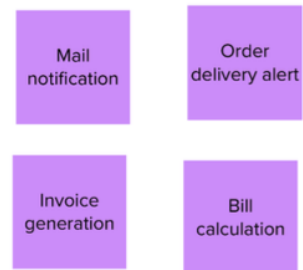 Mail
notification
Order
delivery alert
Invoice
generation
Bill
calculation